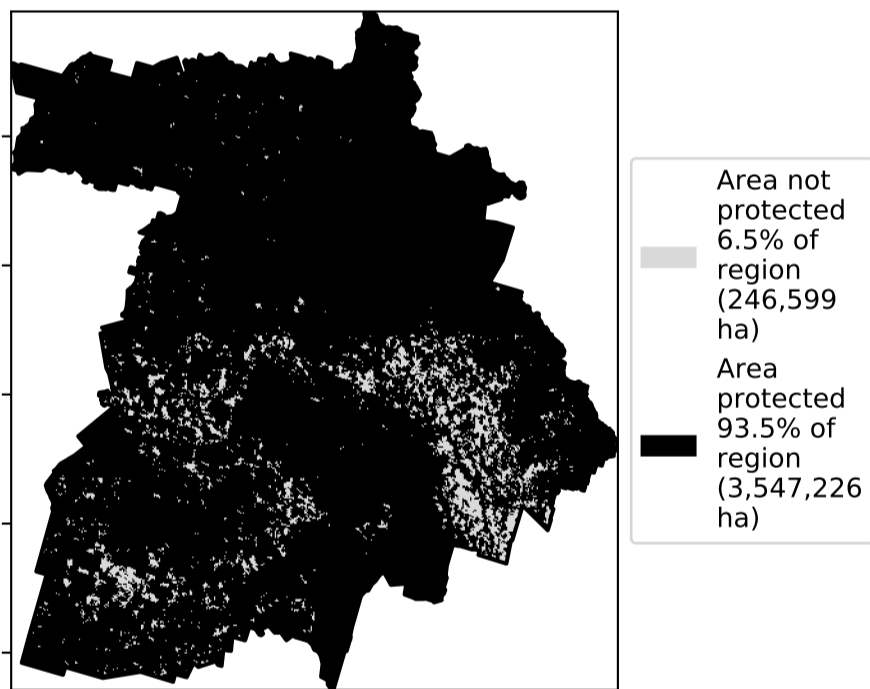 Area not
protected
6.5% of
region
(246,599
ha)
Area
protected
93.5% of
region
(3,547,226
ha)